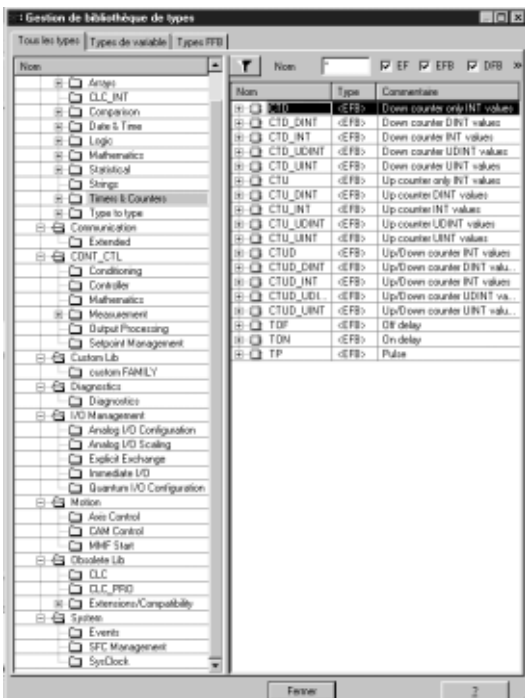 Gestion de bibliothèque de types
Tous les types Types de variable Types FFB
Nom
Arrays
CLC_INT
Comparison
Date & Time
Logic
Mathematics
Statistical
Strings
Timers & Counters
Type to type
Communication
Extended
CONT_CTL
Conditioning
Controller
Mathematics
Measurement
Output Processing
Setpoint Management
Custom Lib
custom FAMILY
Diagnostics
Diagnostics
I/O Management
Analog I/O Configuration
Analog I/O Scaling
Explicit Exchange
Immediate I/O
Quantum I/O Configuration
Motion
Axis Control
CAM Control
MMF Start
Obsolete Lib
CLC
CLC_PRO
Extensions/Compatibility
System
Events
SFC Management
SysClock
Nom * EF EFB DFB »
Nom Type Commentaire
CTD <EFB> Down counter only INT values
CTD_DINT <EFB> Down counter DINT values
CTD_INT <EFB> Down counter INT values
CTD_UDINT <EFB> Down counter UDINT values
CTD_UINT <EFB> Down counter UINT values
CTU <EFB> Up counter only INT values
CTU_DINT <EFB> Up counter DINT values
CTU_INT <EFB> Up counter INT values
CTU_UDINT <EFB> Up counter UDINT values
CTU_UINT <EFB> Up counter UINT values
CTUD <EFB> Up/Down counter INT values
CTUD_DINT <EFB> Up/Down counter DINT valu...
CTUD_INT <EFB> Up/Down counter INT values
CTUD_UDI... <EFB> Up/Down counter UDINT va...
CTUD_UINT <EFB> Up/Down counter UINT valu...
TOF <EFB> Off delay
TON <EFB> On delay
TP <EFB> Pulse
Fermer ?